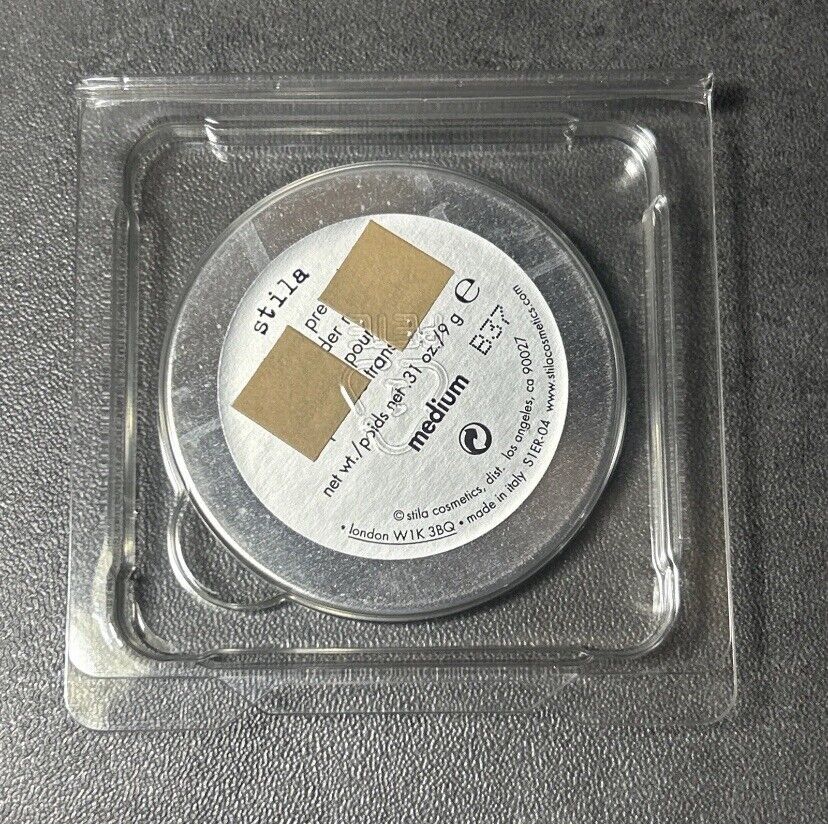 stila
pre
der r
pour
trans
net wt./poids net .31 oz./9 g e
medium
B37
© stila cosmetics, dist. los angeles, ca 90027
• london W1K 3BQ • made in italy S1ER-04 www.stilacosmetics.com